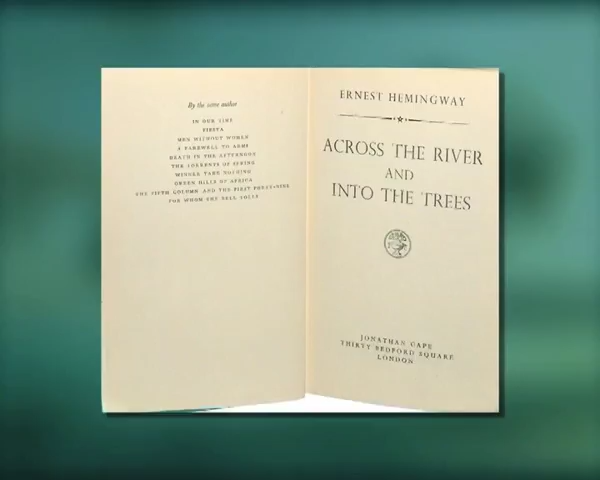 By the same author
IN OUR TIME
FIESTA
MEN WITHOUT WOMEN
A FAREWELL TO ARMS
DEATH IN THE AFTERNOON
THE TORRENTS OF SPRING
WINNER TAKE NOTHING
GREEN HILLS OF AFRICA
THE FIFTH COLUMN AND THE FIRST FORTY-NINE
FOR WHOM THE BELL TOLLS
ERNEST HEMINGWAY
ACROSS THE RIVER
AND
INTO THE TREES
JONATHAN CAPE
THIRTY BEDFORD SQUARE
LONDON